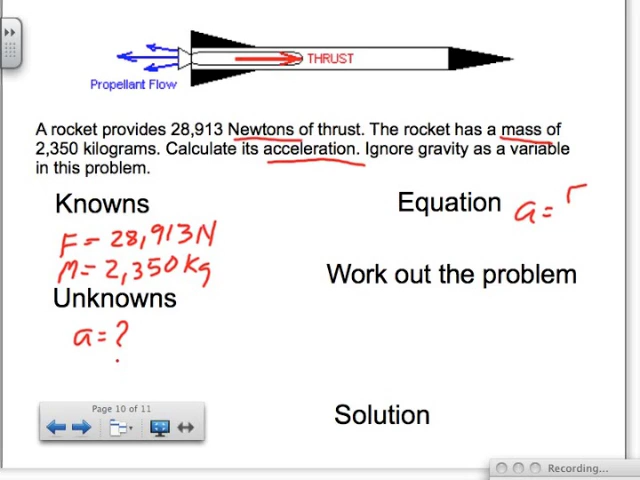 THRUST
Propellant Flow
A rocket provides 28,913 Newtons of thrust. The rocket has a mass of
2,350 kilograms. Calculate its acceleration. Ignore gravity as a variable
in this problem.
Knowns
F = 28,913 N
M = 2,350 kg
Unknowns
a = ?
Equation a =
Work out the problem
Solution
Page 10 of 11
Recording...